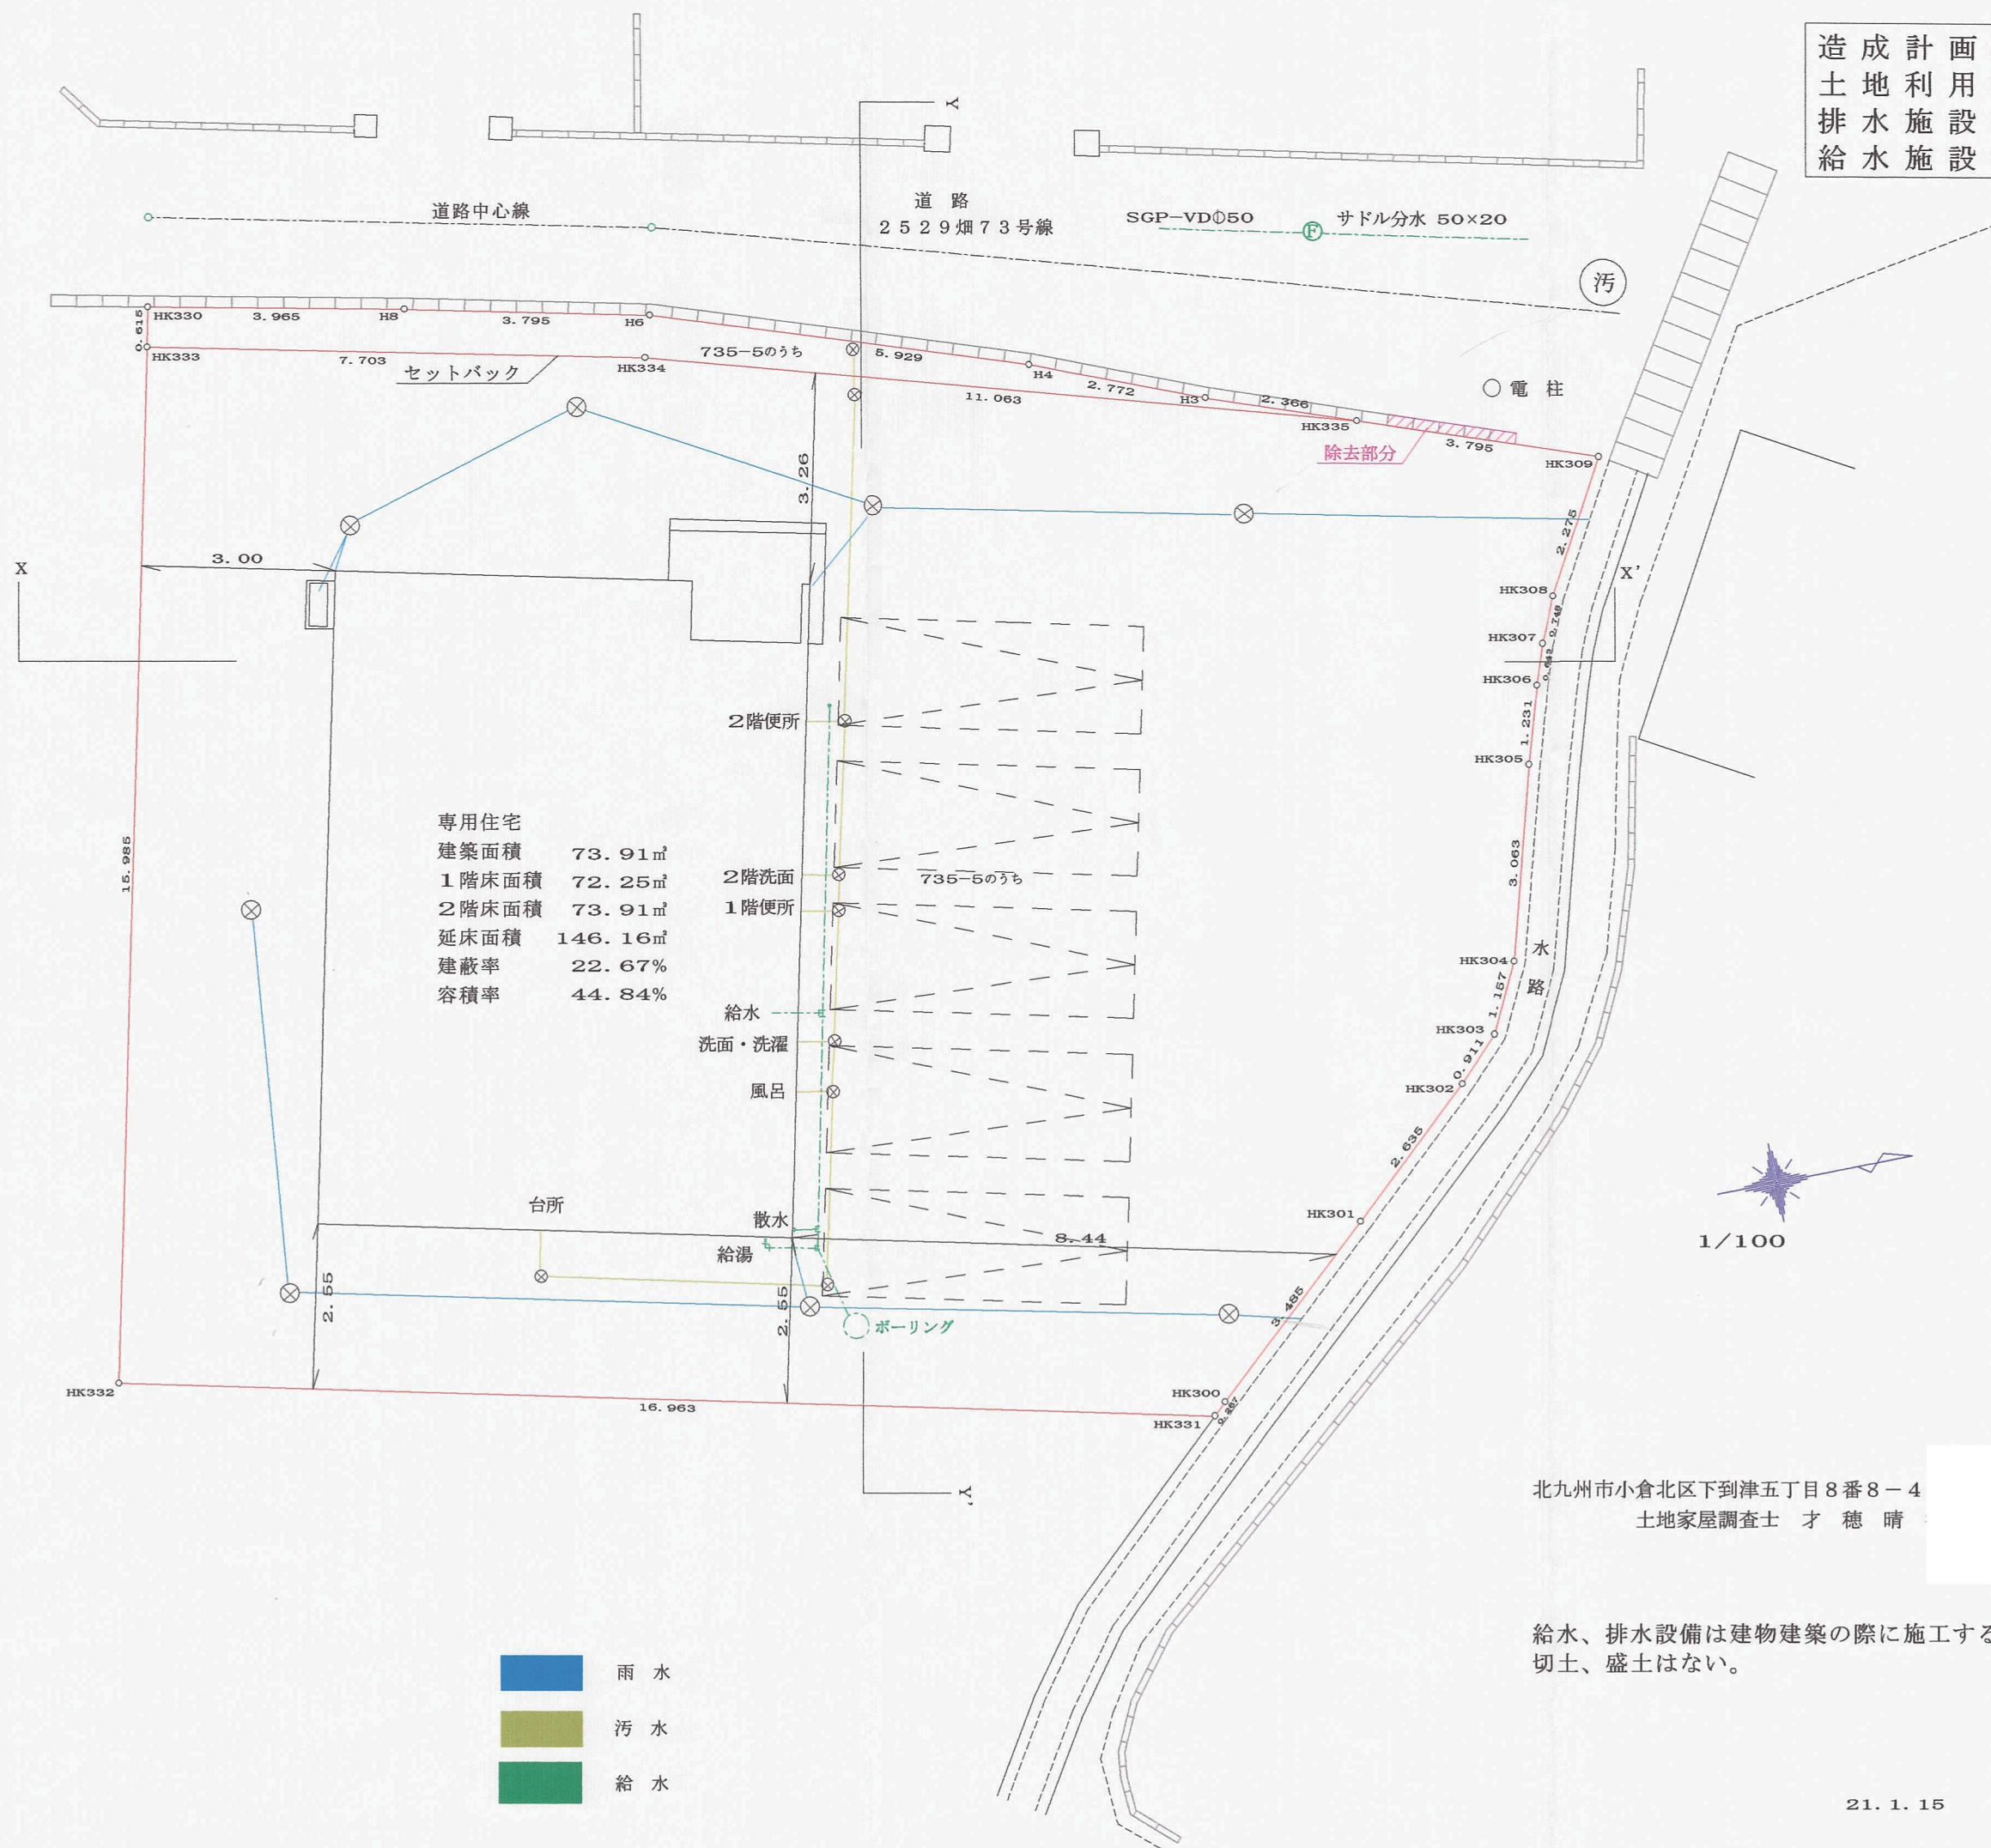 造成計画
土地利用
排水施設
給水施設
Y
道路
2529畑73号線
道路中心線
SGP-VDΦ50
Ⓕ
サドル分水 50×20
汚
HK330
3.965
H8
3.795
H6
0.615
HK333
7.703
セットバック
HK334
735-5のうち
5.929
H4
2.772
H3
2.366
11.063
HK335
電柱
除去部分
3.795
HK309
3.26
2.275
3.00
X
X'
HK308
0.749
HK307
HK306
1.231
HK305
2階便所
専用住宅
建築面積 73.91㎡
1階床面積 72.25㎡
2階床面積 73.91㎡
延床面積 146.16㎡
建蔽率 22.67%
容積率 44.84%
15.985
2階洗面
735-5のうち
1階便所
3.063
HK304
水路
1.157
給水
HK303
洗面・洗濯
0.911
HK302
風呂
2.635
台所
散水
HK301
給湯
8.44
1/100
2.55
2.55
3.485
ボーリング
HK332
16.963
HK300
0.267
HK331
Y'
北九州市小倉北区下到津五丁目8番8-4
土地家屋調査士 才 穂 晴
給水、排水設備は建物建築の際に施工する
切土、盛土はない。
雨水
汚水
給水
21.1.15